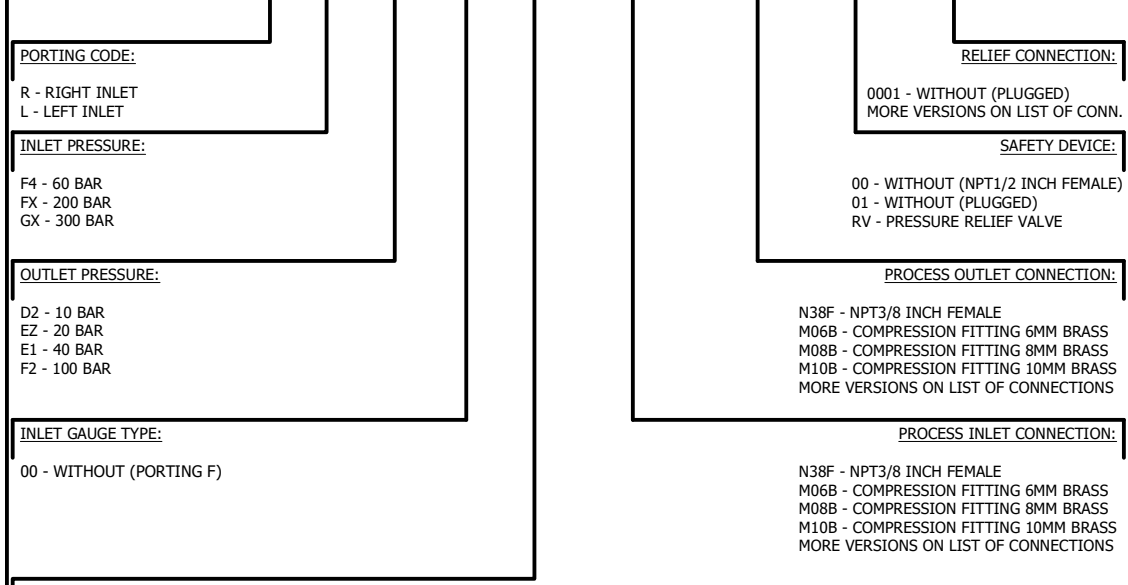 PORTING CODE:
R - RIGHT INLET
L - LEFT INLET
INLET PRESSURE:
F4 - 60 BAR
FX - 200 BAR
GX - 300 BAR
OUTLET PRESSURE:
D2 - 10 BAR
EZ - 20 BAR
E1 - 40 BAR
F2 - 100 BAR
INLET GAUGE TYPE:
00 - WITHOUT (PORTING F)
RELIEF CONNECTION:
0001 - WITHOUT (PLUGGED)
MORE VERSIONS ON LIST OF CONN.
SAFETY DEVICE:
00 - WITHOUT (NPT1/2 INCH FEMALE)
01 - WITHOUT (PLUGGED)
RV - PRESSURE RELIEF VALVE
PROCESS OUTLET CONNECTION:
N38F - NPT3/8 INCH FEMALE
M06B - COMPRESSION FITTING 6MM BRASS
M08B - COMPRESSION FITTING 8MM BRASS
M10B - COMPRESSION FITTING 10MM BRASS
MORE VERSIONS ON LIST OF CONNECTIONS
PROCESS INLET CONNECTION:
N38F - NPT3/8 INCH FEMALE
M06B - COMPRESSION FITTING 6MM BRASS
M08B - COMPRESSION FITTING 8MM BRASS
M10B - COMPRESSION FITTING 10MM BRASS
MORE VERSIONS ON LIST OF CONNECTIONS